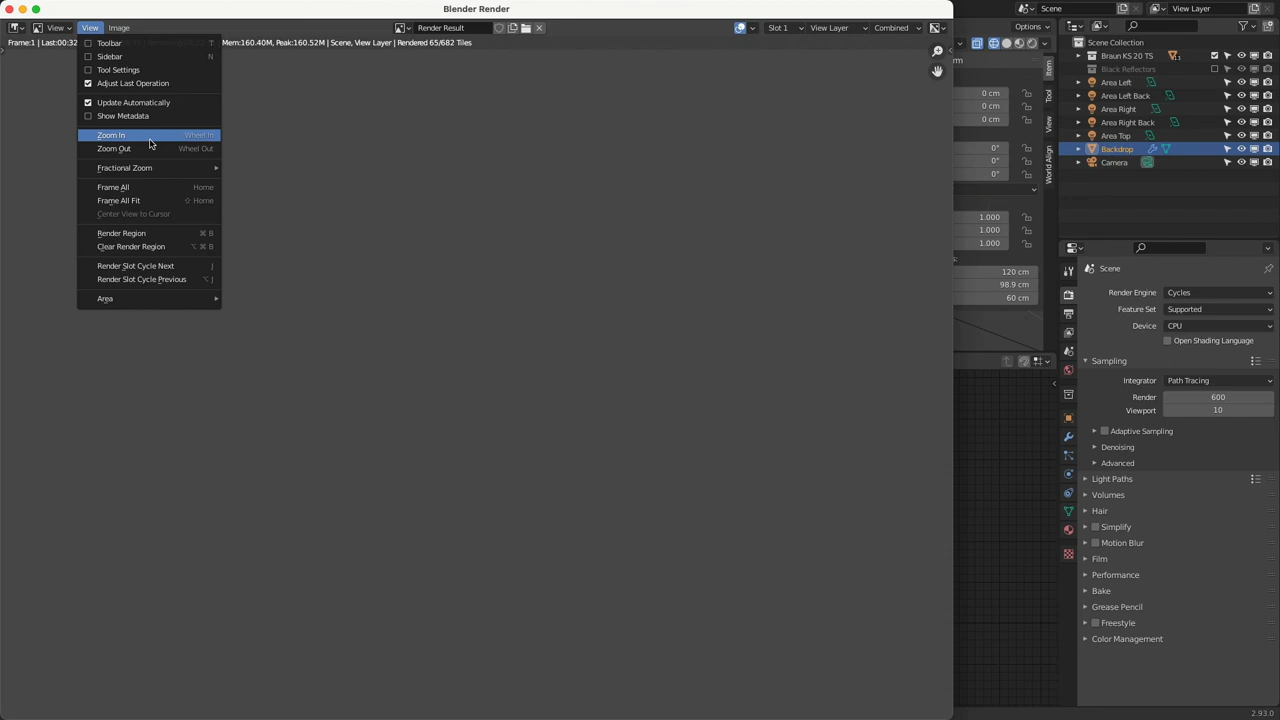 Blender Render
View View Image Render Result Slot 1 View Layer Combined
Frame:1 | Last:00:32 Mem:160.40M, Peak:160.52M | Scene, View Layer | Rendered 65/682 Tiles
Toolbar T
Sidebar N
Tool Settings
Adjust Last Operation
Update Automatically
Show Metadata
Zoom In Wheel In
Zoom Out Wheel Out
Fractional Zoom
Frame All Home
Frame All Fit ⇧ Home
Center View to Cursor
Render Region ⌘ B
Clear Render Region ⌥ ⌘ B
Render Slot Cycle Next J
Render Slot Cycle Previous ⌥ J
Area
Scene View Layer
Options
0 cm
0 cm
0 cm
0°
0°
0°
1.000
1.000
1.000
120 cm
98.9 cm
60 cm
Item
Tool
View
World Align
Scene Collection
Braun KS 20 TS 13
Black Reflectors
Area Left
Area Left Back
Area Right
Area Right Back
Area Top
Backdrop
Camera
Scene
Render Engine Cycles
Feature Set Supported
Device CPU
Open Shading Language
Sampling
Integrator Path Tracing
Render 600
Viewport 10
Adaptive Sampling
Denoising
Advanced
Light Paths
Volumes
Hair
Simplify
Motion Blur
Film
Performance
Bake
Grease Pencil
Freestyle
Color Management
2.93.0